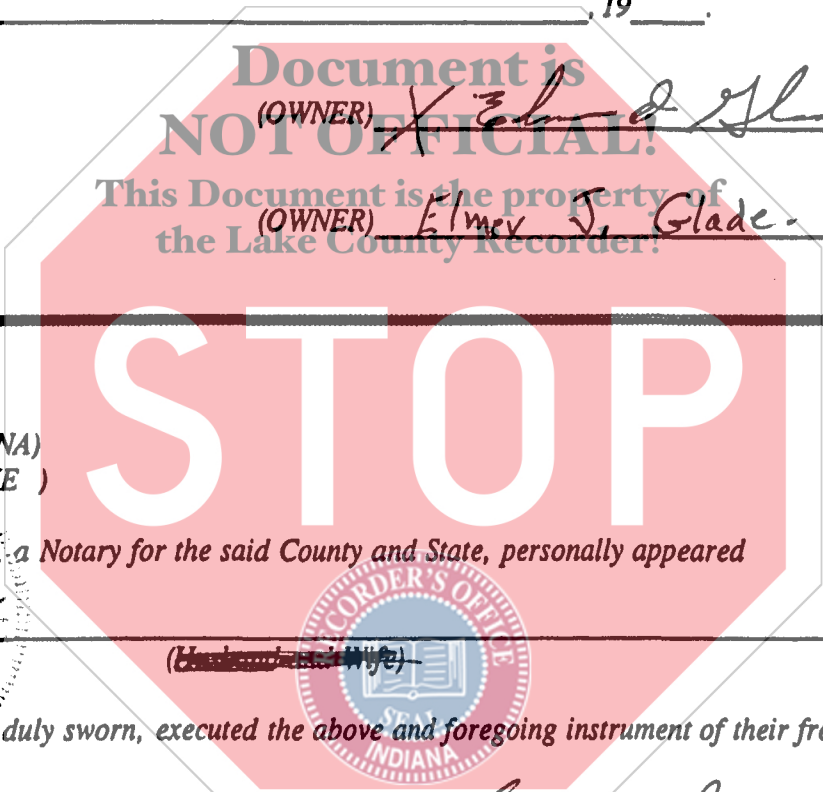 , 19
Document is
(OWNER) X
NOT OFFICIAL!
This Document is the property of
(OWNER) Elmer J. Glade.
the Lake County Recorder!
STOP
NA)
E )
a Notary for the said County and State, personally appeared
RECORDER'S OFFICE
(Husband and Wife)
SEAL
duly sworn, executed the above and foregoing instrument of their fre
INDIANA